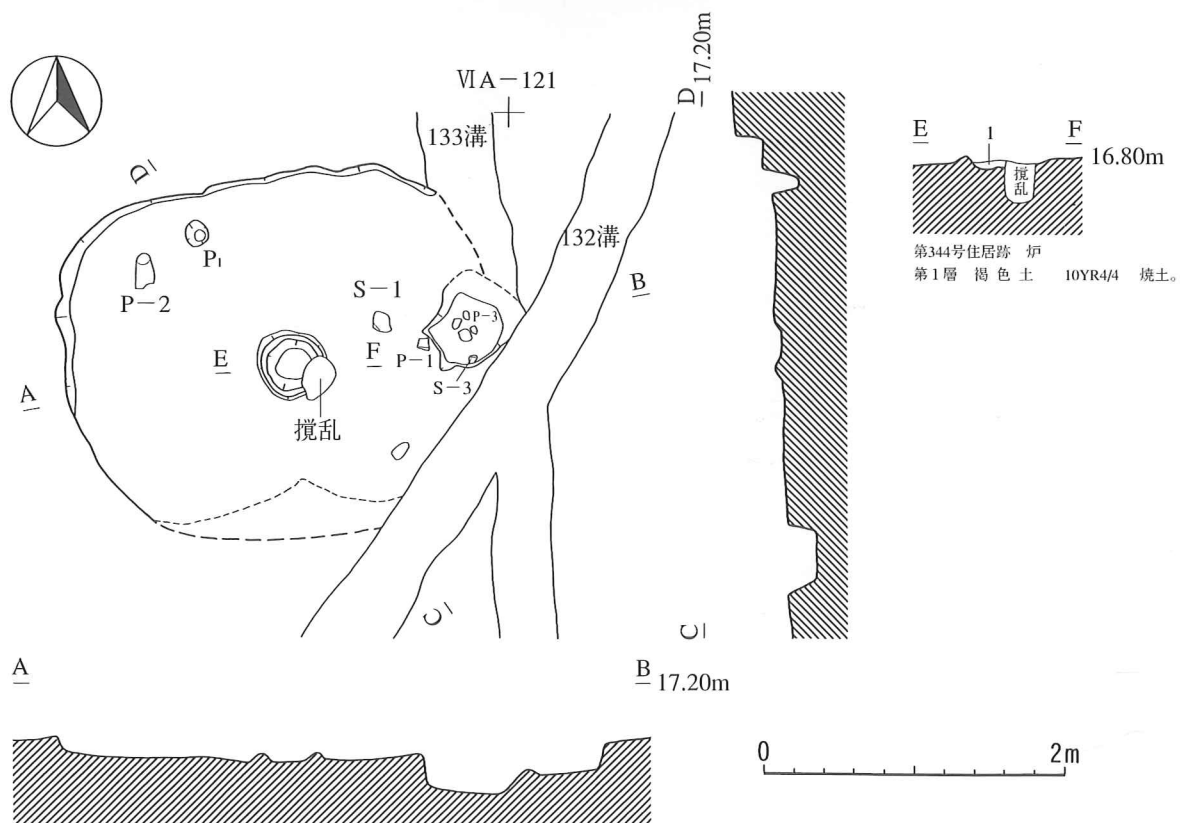 ⅥA-121
133溝
132溝
D
P1
P-2
S-1
P-3
P-1
S-3
E
F
A
B
C
撹乱
D
17.20m
C
E
1
F
16.80m
撹乱
第344号住居跡 炉
第1層 褐色土 10YR4/4 焼土。
A
B 17.20m
0
2m